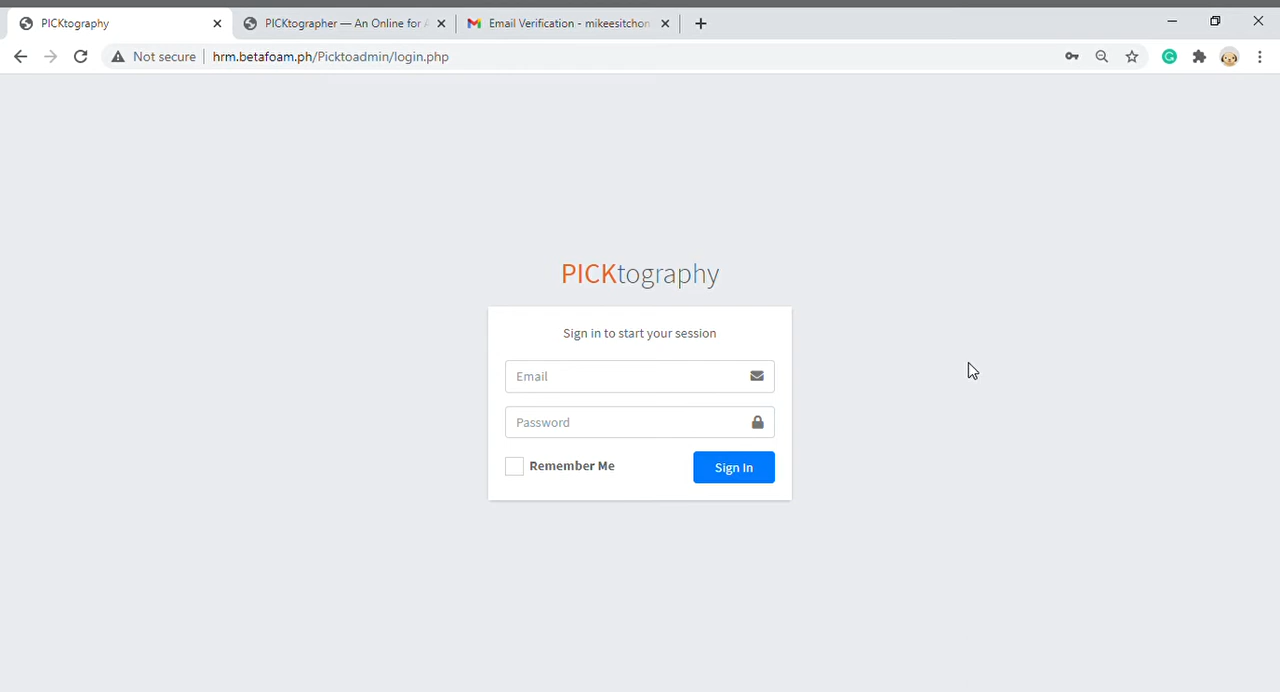 PICKtography
PICKtographer — An Online for A
Email Verification - mikeesitchon
Not secure
hrm.betafoam.ph/Picktoadmin/login.php
PICKtography
Sign in to start your session
Email
Password
Remember Me
Sign In